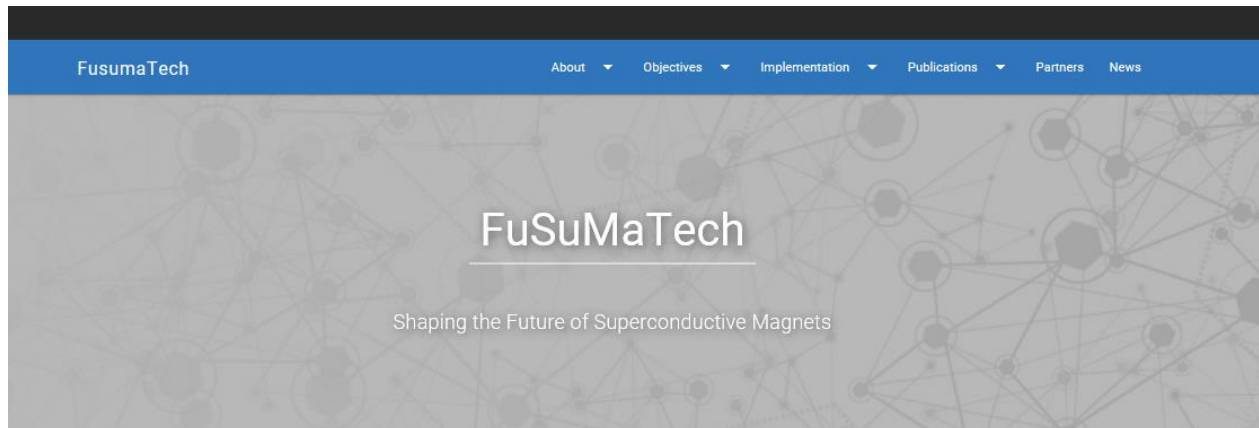 FusumaTech About Objectives Implementation Publications Partners News
FuSuMaTech
Shaping the Future of Superconductive Magnets